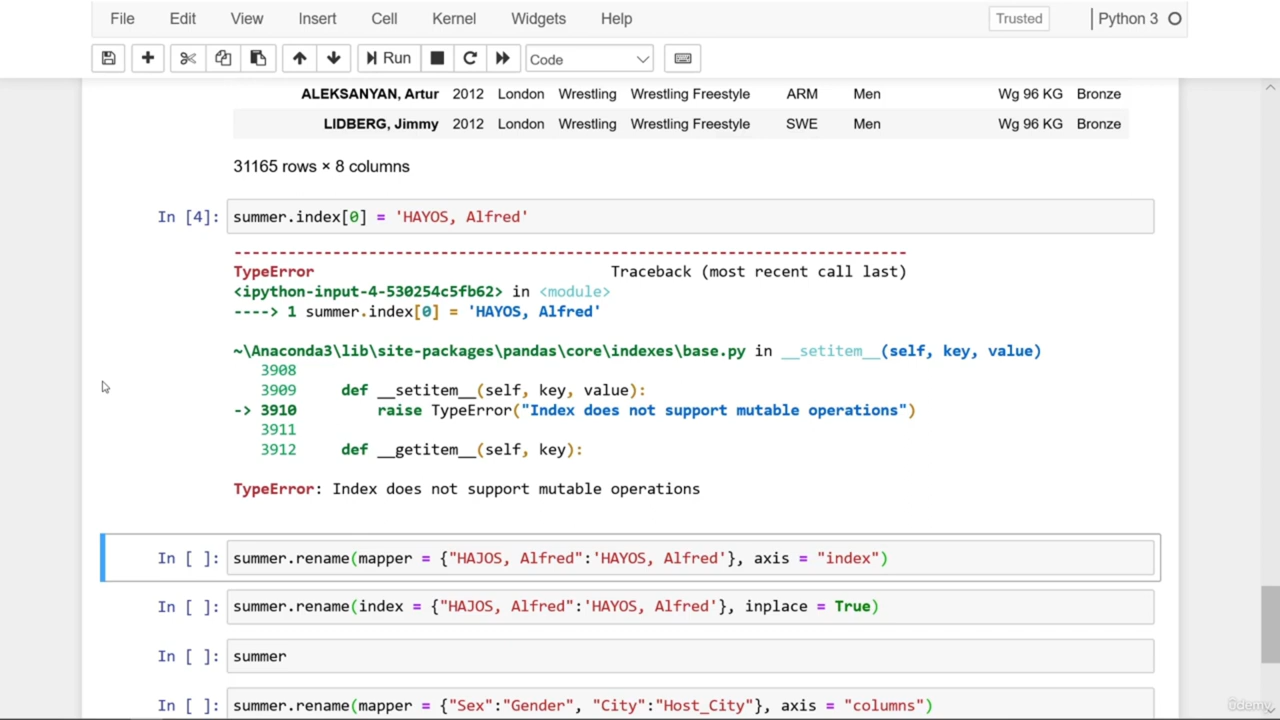 File Edit View Insert Cell Kernel Widgets Help Trusted Python 3
Run Code
ALEKSANYAN, Artur 2012 London Wrestling Wrestling Freestyle ARM Men Wg 96 KG Bronze
LIDBERG, Jimmy 2012 London Wrestling Wrestling Freestyle SWE Men Wg 96 KG Bronze
31165 rows × 8 columns
In [4]: summer.index[0] = 'HAYOS, Alfred'
---------------------------------------------------------------------------
TypeError Traceback (most recent call last)
<ipython-input-4-530254c5fb62> in <module>
----> 1 summer.index[0] = 'HAYOS, Alfred'
~\Anaconda3\lib\site-packages\pandas\core\indexes\base.py in __setitem__(self, key, value)
3908
3909 def __setitem__(self, key, value):
-> 3910 raise TypeError("Index does not support mutable operations")
3911
3912 def __getitem__(self, key):
TypeError: Index does not support mutable operations
In [ ]: summer.rename(mapper = {"HAJOS, Alfred":'HAYOS, Alfred'}, axis = "index")
In [ ]: summer.rename(index = {"HAJOS, Alfred":'HAYOS, Alfred'}, inplace = True)
In [ ]: summer
In [ ]: summer.rename(mapper = {"Sex":"Gender", "City":"Host_City"}, axis = "columns")
Udemy